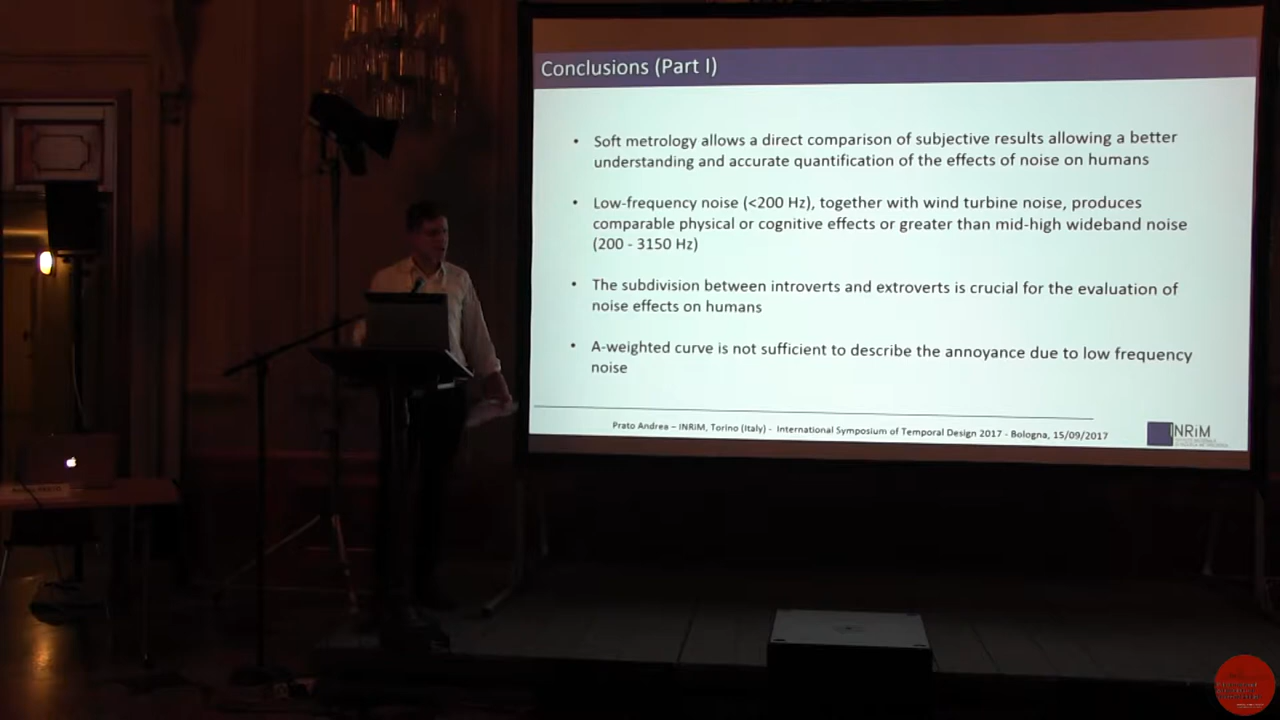 Conclusions (Part I)
• Soft metrology allows a direct comparison of subjective results allowing a better
understanding and accurate quantification of the effects of noise on humans
• Low-frequency noise (<200 Hz), together with wind turbine noise, produces
comparable physical or cognitive effects or greater than mid-high wideband noise
(200 - 3150 Hz)
• The subdivision between introverts and extroverts is crucial for the evaluation of
noise effects on humans
• A-weighted curve is not sufficient to describe the annoyance due to low frequency
noise
Prato Andrea – INRIM, Torino (Italy) - International Symposium of Temporal Design 2017 - Bologna, 15/09/2017
INRiM